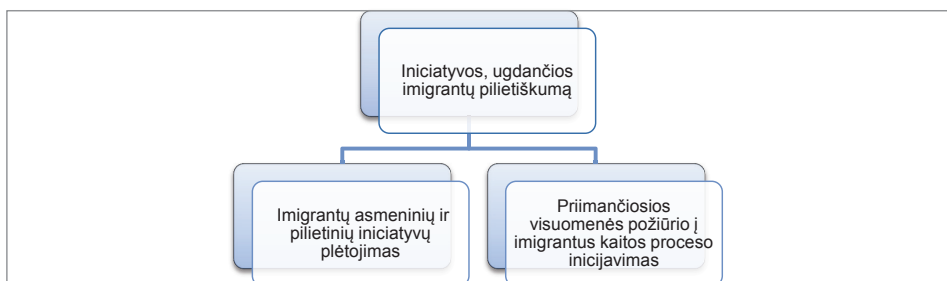 Iniciatyvos, ugdančios
imigrantų pilietiškumą
Imigrantų asmeninių ir
pilietinių iniciatyvų
plėtojimas
Priimančiosios
visuomenės požiūrio į
imigrantus kaitos proceso
inicijavimas